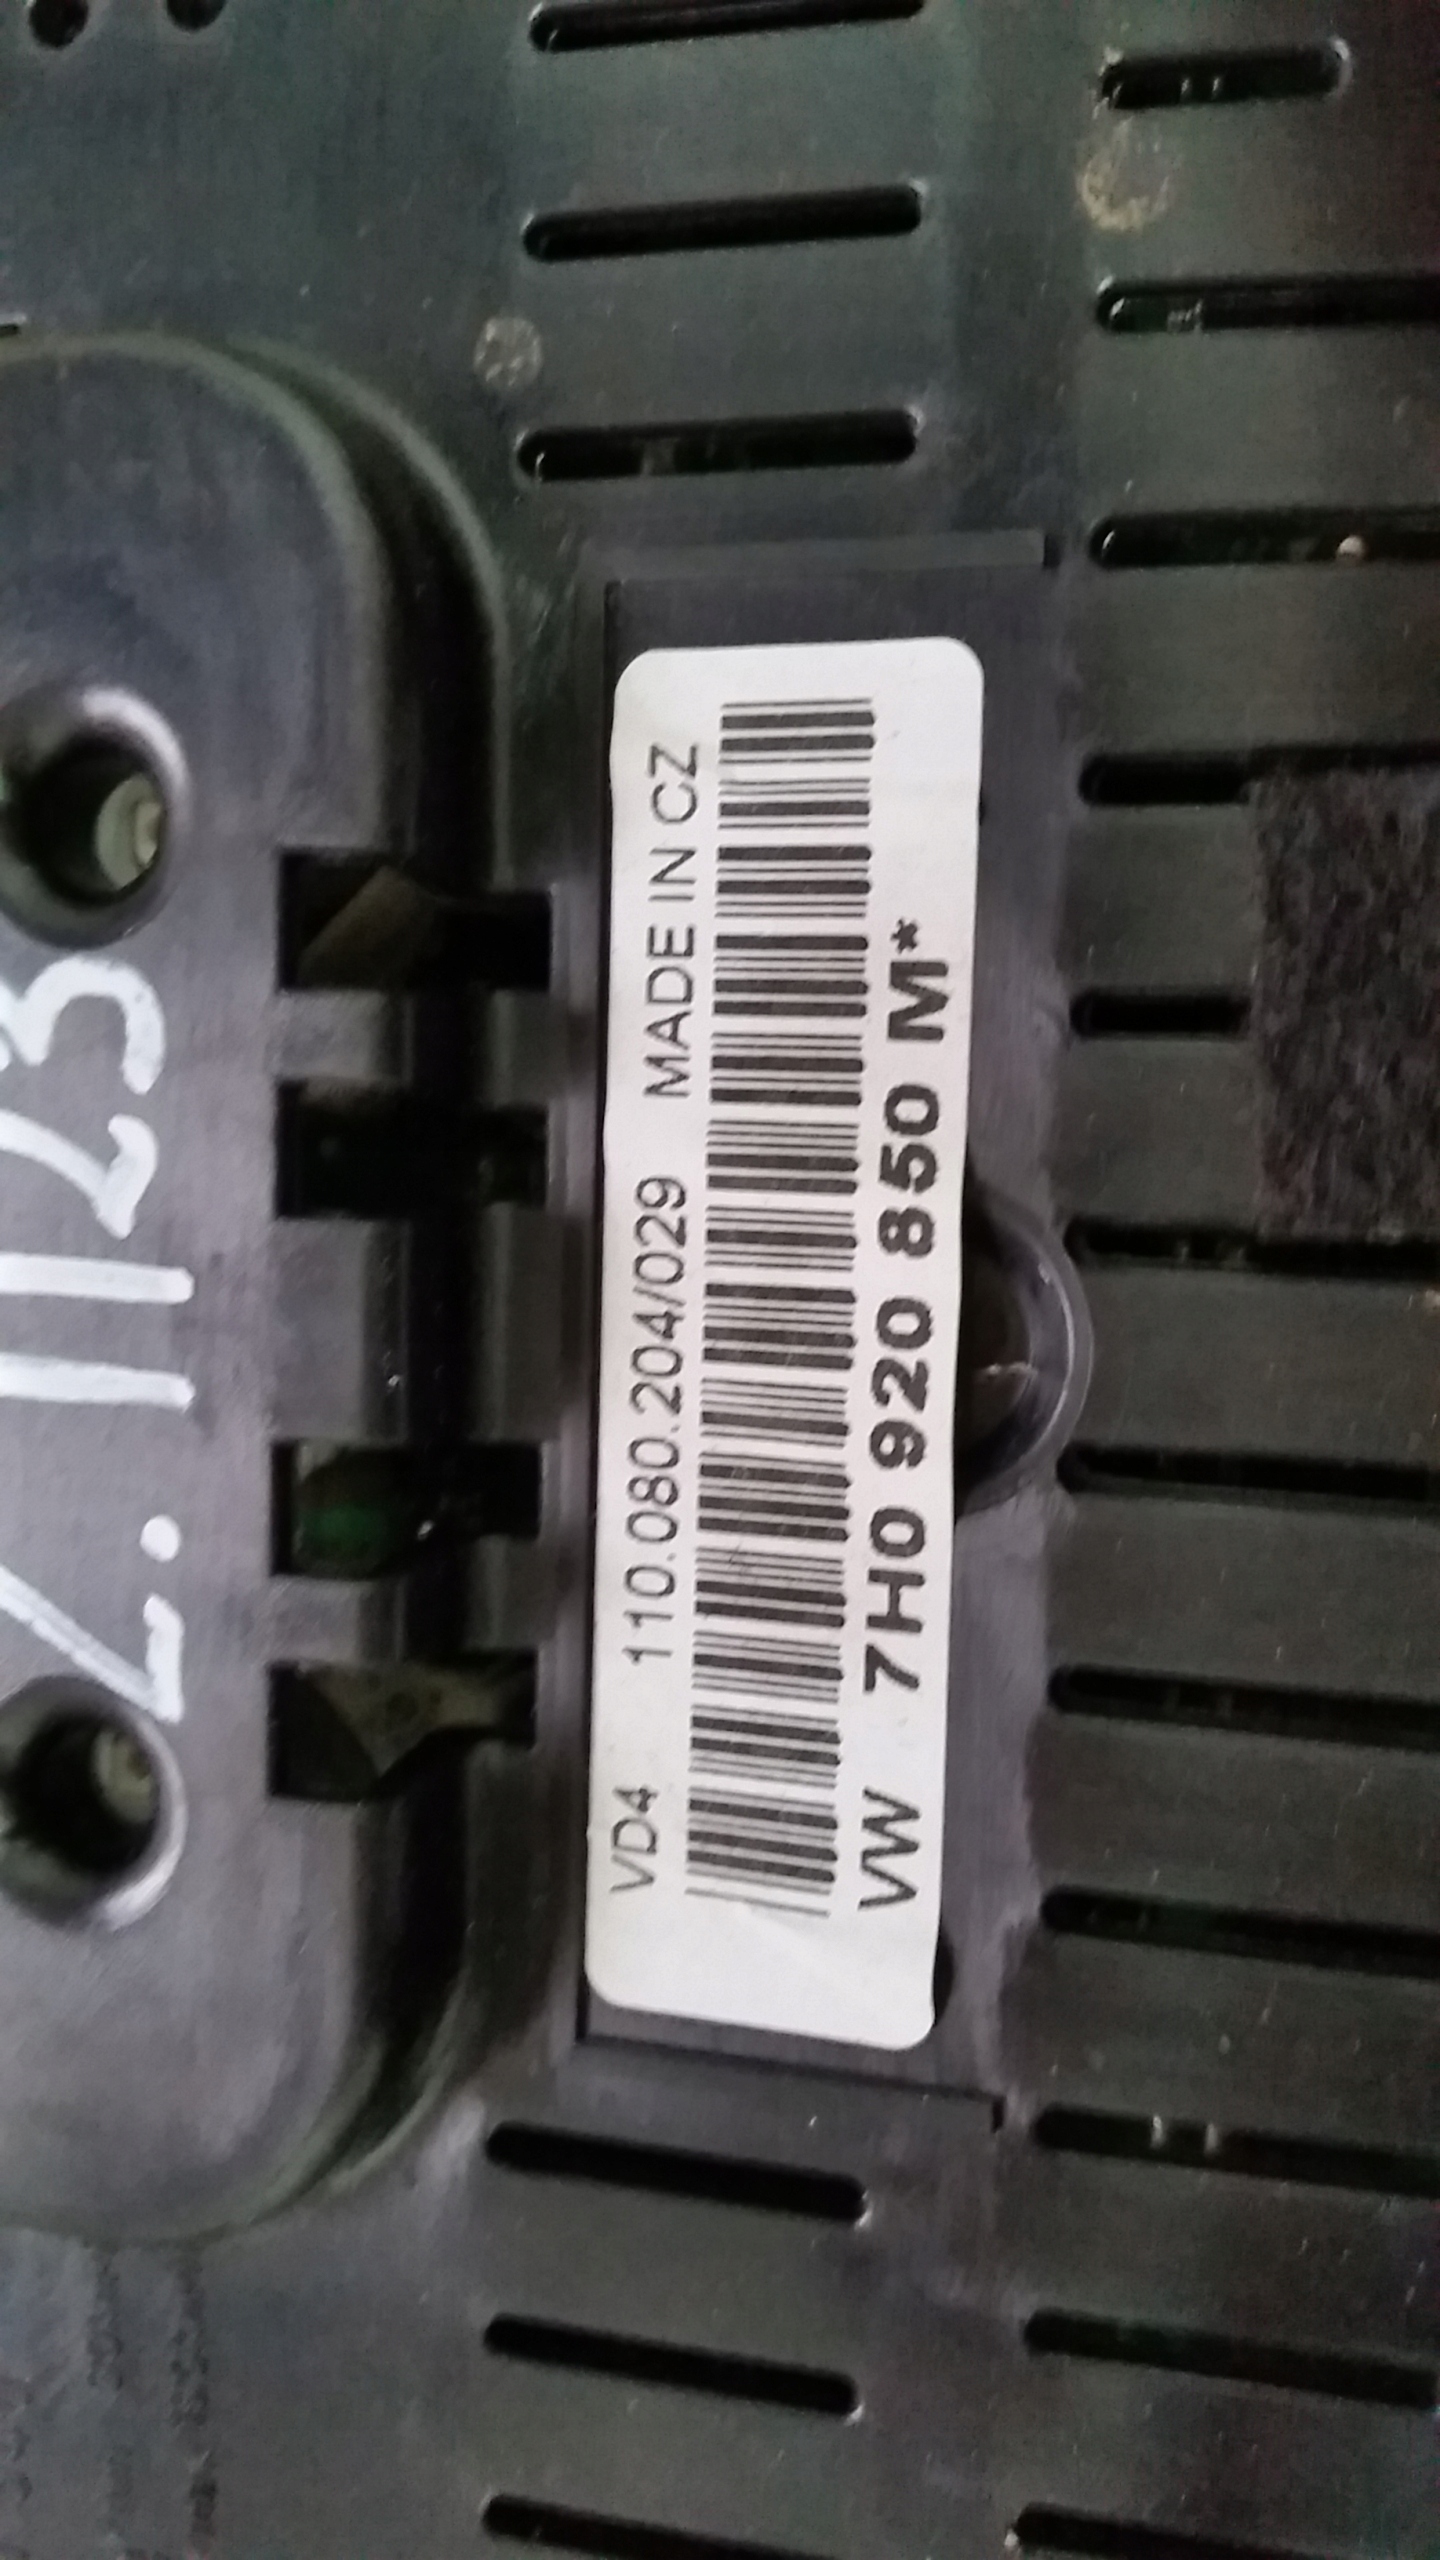 VD4 110.080.204/029 MADE IN CZ
VW 7H0 920 850 M*